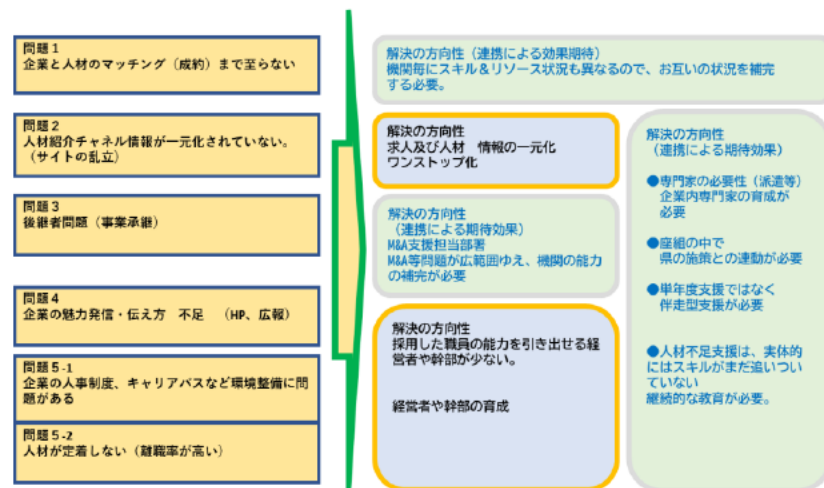 問題1
企業と人材のマッチング(成約)まで至らない
問題2
人材紹介チャネル情報が一元化されていない。
(サイトの乱立)
問題3
後継者問題(事業承継)
問題4
企業の魅力発信・伝え方 不足 (HP、広報)
問題5-1
企業の人事制度、キャリアパスなど環境整備に問
題がある
問題5-2
人材が定着しない(離職率が高い)
解決の方向性(連携による効果期待)
機関毎にスキル&リソース状況も異なるので、お互いの状況を補完
する必要。
解決の方向性
求人及び人材 情報の一元化
ワンストップ化
解決の方向性
(連携による期待効果)
M&A支援担当部署
M&A等問題が広範囲ゆえ、機関の能力
の補完が必要
解決の方向性
採用した職員の能力を引き出せる経
営者や幹部が少ない。
経営者や幹部の育成
解決の方向性
(連携による期待効果)
●専門家の必要性(派遣等)
企業内専門家の育成が
必要
●座組の中で
県の施策との連動が必要
●単年度支援ではなく
伴走型支援が必要
●人材不足支援は、実体的
にはスキルがまだ追いつい
ていない
継続的な教育が必要。